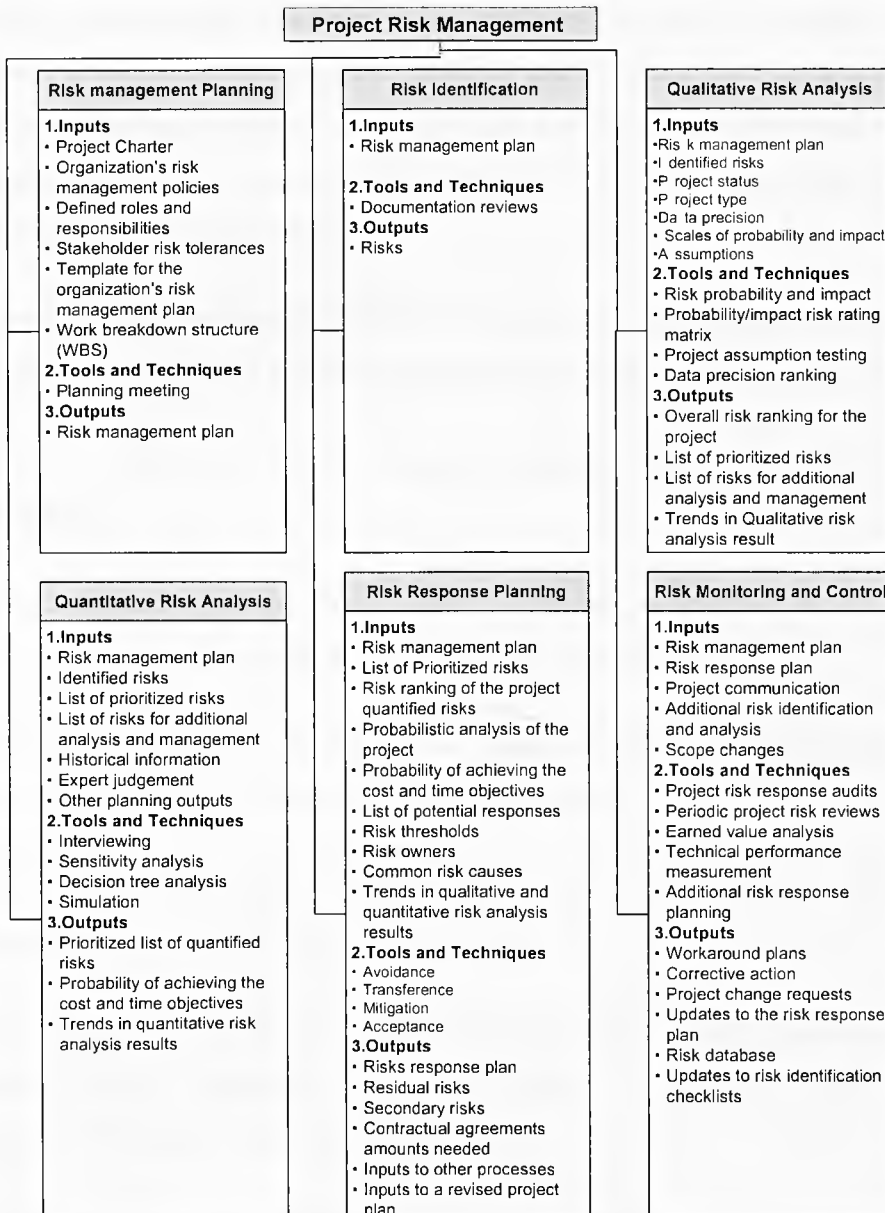 Project Risk Management
Risk management Planning
1.Inputs
• Project Charter
• Organization's risk
management policies
• Defined roles and
responsibilities
• Stakeholder risk tolerances
• Template for the
organization's risk
management plan
• Work breakdown structure
(WBS)
2.Tools and Techniques
• Planning meeting
3.Outputs
• Risk management plan
Risk Identification
1.Inputs
• Risk management plan
2.Tools and Techniques
• Documentation reviews
3.Outputs
• Risks
Qualitative Risk Analysis
1.Inputs
•Ris k management plan
•I dentified risks
•P roject status
•P roject type
•Da ta precision
• Scales of probability and impact
•A ssumptions
2.Tools and Techniques
• Risk probability and impact
• Probability/impact risk rating
matrix
• Project assumption testing
• Data precision ranking
3.Outputs
• Overall risk ranking for the
project
• List of prioritized risks
• List of risks for additional
analysis and management
• Trends in Qualitative risk
analysis result
Quantitative Risk Analysis
1.Inputs
• Risk management plan
• Identified risks
• List of prioritized risks
• List of risks for additional
analysis and management
• Historical information
• Expert judgement
• Other planning outputs
2.Tools and Techniques
• Interviewing
• Sensitivity analysis
• Decision tree analysis
• Simulation
3.Outputs
• Prioritized list of quantified
risks
• Probability of achieving the
cost and time objectives
• Trends in quantitative risk
analysis results
Risk Response Planning
1.Inputs
• Risk management plan
• List of Prioritized risks
• Risk ranking of the project
quantified risks
• Probabilistic analysis of the
project
• Probability of achieving the
cost and time objectives
• List of potential responses
• Risk thresholds
• Risk owners
• Common risk causes
• Trends in qualitative and
quantitative risk analysis
results
2.Tools and Techniques
• Avoidance
• Transference
• Mitigation
• Acceptance
3.Outputs
• Risks response plan
• Residual risks
• Secondary risks
• Contractual agreements
amounts needed
• Inputs to other processes
• Inputs to a revised project
plan
Risk Monitoring and Control
1.Inputs
• Risk management plan
• Risk response plan
• Project communication
• Additional risk identification
and analysis
• Scope changes
2.Tools and Techniques
• Project risk response audits
• Periodic project risk reviews
• Earned value analysis
• Technical performance
measurement
• Additional risk response
planning
3.Outputs
• Workaround plans
• Corrective action
• Project change requests
• Updates to the risk response
plan
• Risk database
• Updates to risk identification
checklists